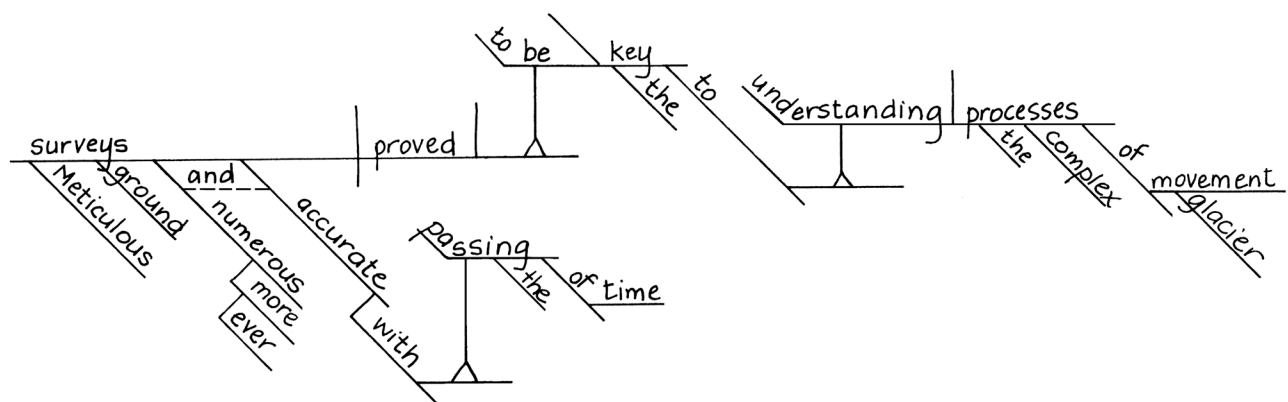 to be key the to
understanding processes the complex of movement glacier
surveys proved
Meticulous ground and numerous more ever accurate with
passing the of time